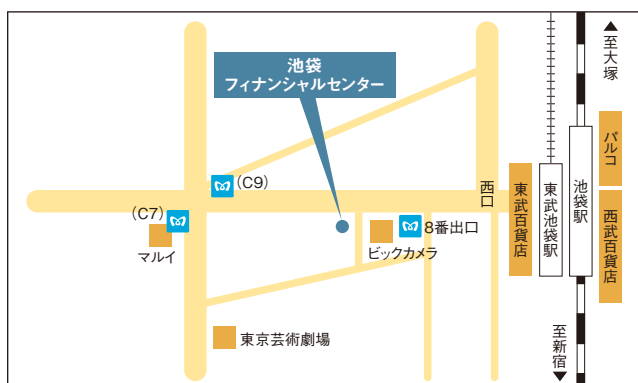 池袋
フィナンシャルセンター
▲至大塚
(C9)
(C7)
マルイ
8番出口
ビックカメラ
西口
東武百貨店
東武池袋駅
池袋駅
パルコ
西武百貨店
東京芸術劇場
至新宿▼